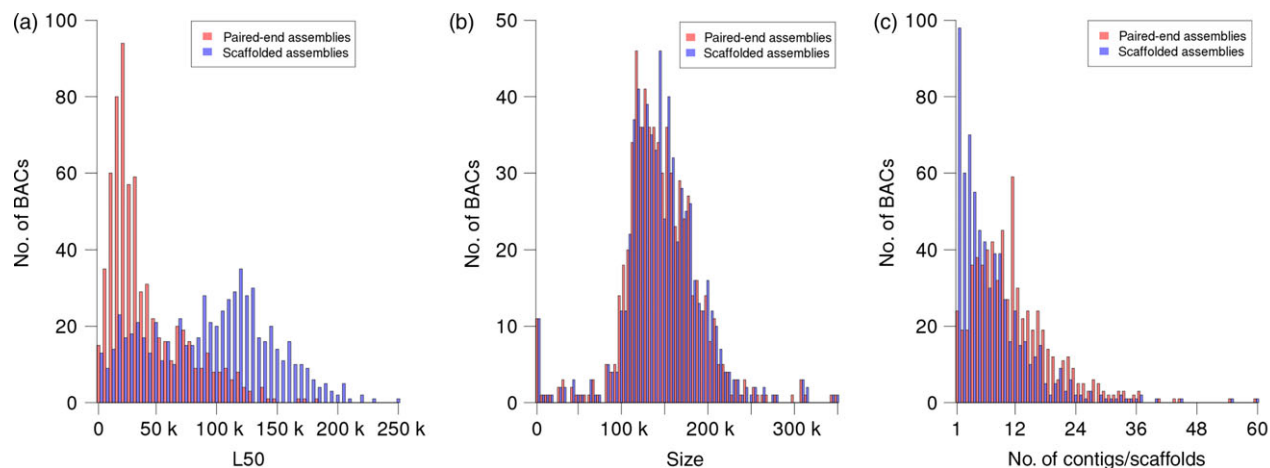 (a)
100
80
60
40
20
0
No. of BACs
Paired-end assemblies
Scaffolded assemblies
0 50 k 100 k 150 k 200 k 250 k
L50
(b)
50
40
30
20
10
0
No. of BACs
Paired-end assemblies
Scaffolded assemblies
0 100 k 200 k 300 k
Size
(c)
100
80
60
40
20
0
No. of BACs
Paired-end assemblies
Scaffolded assemblies
1 12 24 36 48 60
No. of contigs/scaffolds